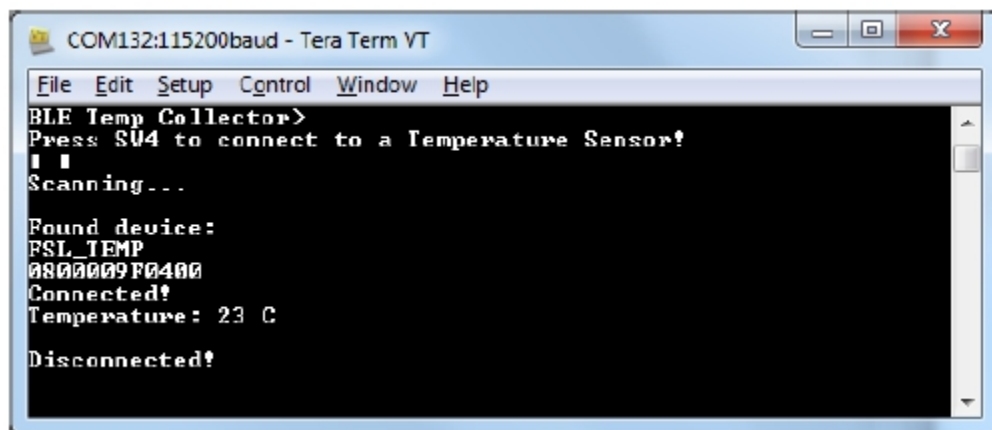 COM132:115200baud - Tera Term VT
File Edit Setup Control Window Help
BLE Temp Collector>
Press SW4 to connect to a Temperature Sensor!
Scanning...
Found device:
FSL_TEMP
0800009F0400
Connected!
Temperature: 23 C
Disconnected!